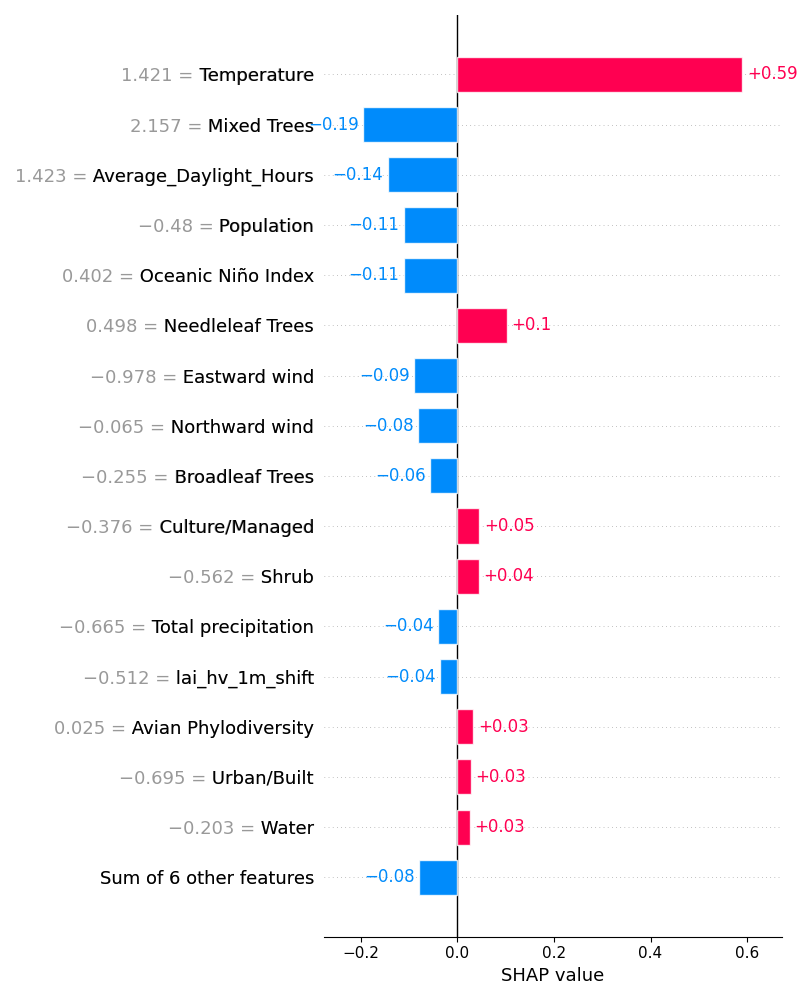 1.421 = Temperature +0.59
2.157 = Mixed Trees −0.19
1.423 = Average_Daylight_Hours −0.14
−0.48 = Population −0.11
0.402 = Oceanic Niño Index −0.11
0.498 = Needleleaf Trees +0.1
−0.978 = Eastward wind −0.09
−0.065 = Northward wind −0.08
−0.255 = Broadleaf Trees −0.06
−0.376 = Culture/Managed +0.05
−0.562 = Shrub +0.04
−0.665 = Total precipitation −0.04
−0.512 = lai_hv_1m_shift −0.04
0.025 = Avian Phylodiversity +0.03
−0.695 = Urban/Built +0.03
−0.203 = Water +0.03
Sum of 6 other features −0.08
−0.2 0.0 0.2 0.4 0.6
SHAP value